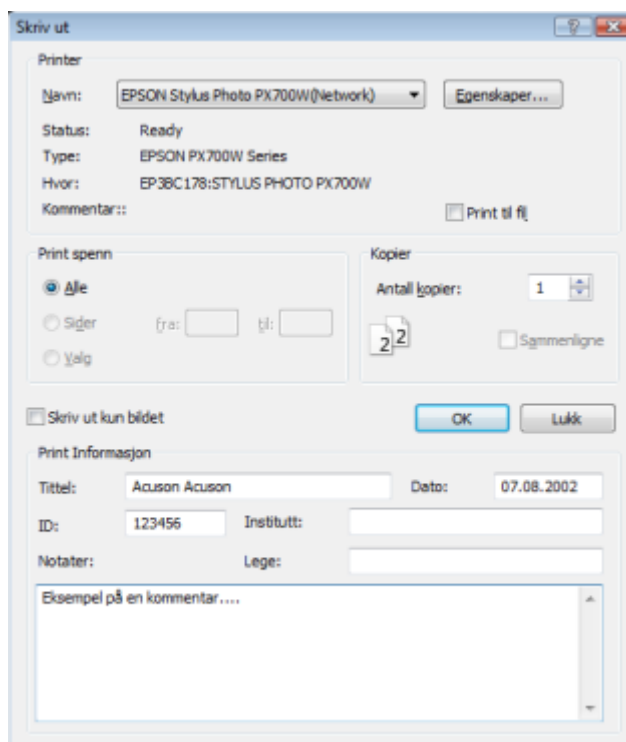 Skriv ut
Printer
Navn: EPSON Stylus Photo PX700W(Network) Egenskaper...
Status: Ready
Type: EPSON PX700W Series
Hvor: EP3BC178:STYLUS PHOTO PX700W
Kommentar:: Print til fil
Print spenn Kopier
Alle Antall kopier: 1
Sider fra: til:
2 2 Sammenligne
Valg
Skriv ut kun bildet OK Lukk
Print Informasjon
Tittel: Acuson Acuson Dato: 07.08.2002
ID: 123456 Institutt:
Notater: Lege:
Eksempel på en kommentar....